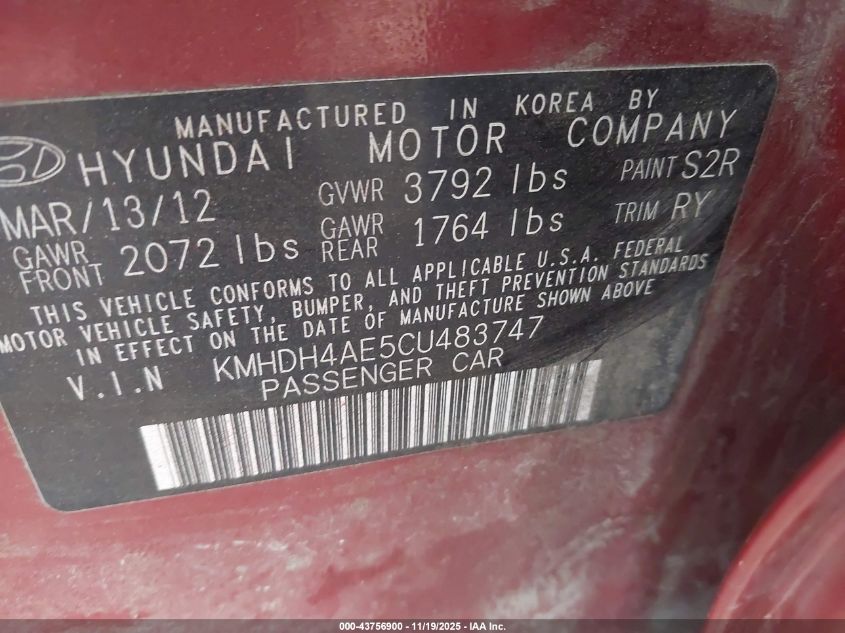 MANUFACTURED IN KOREA BY
HYUNDAI MOTOR COMPANY
MAR/13/12 GVWR 3792 lbs PAINT S2R
GAWR FRONT 2072 lbs GAWR REAR 1764 lbs TRIM RY
THIS VEHICLE CONFORMS TO ALL APPLICABLE U.S.A. FEDERAL
MOTOR VEHICLE SAFETY, BUMPER, AND THEFT PREVENTION STANDARDS
IN EFFECT ON THE DATE OF MANUFACTURE SHOWN ABOVE
V.I.N KMHDH4AE5CU483747
PASSENGER CAR
000-43756900 - 11/19/2025 - IAA Inc.